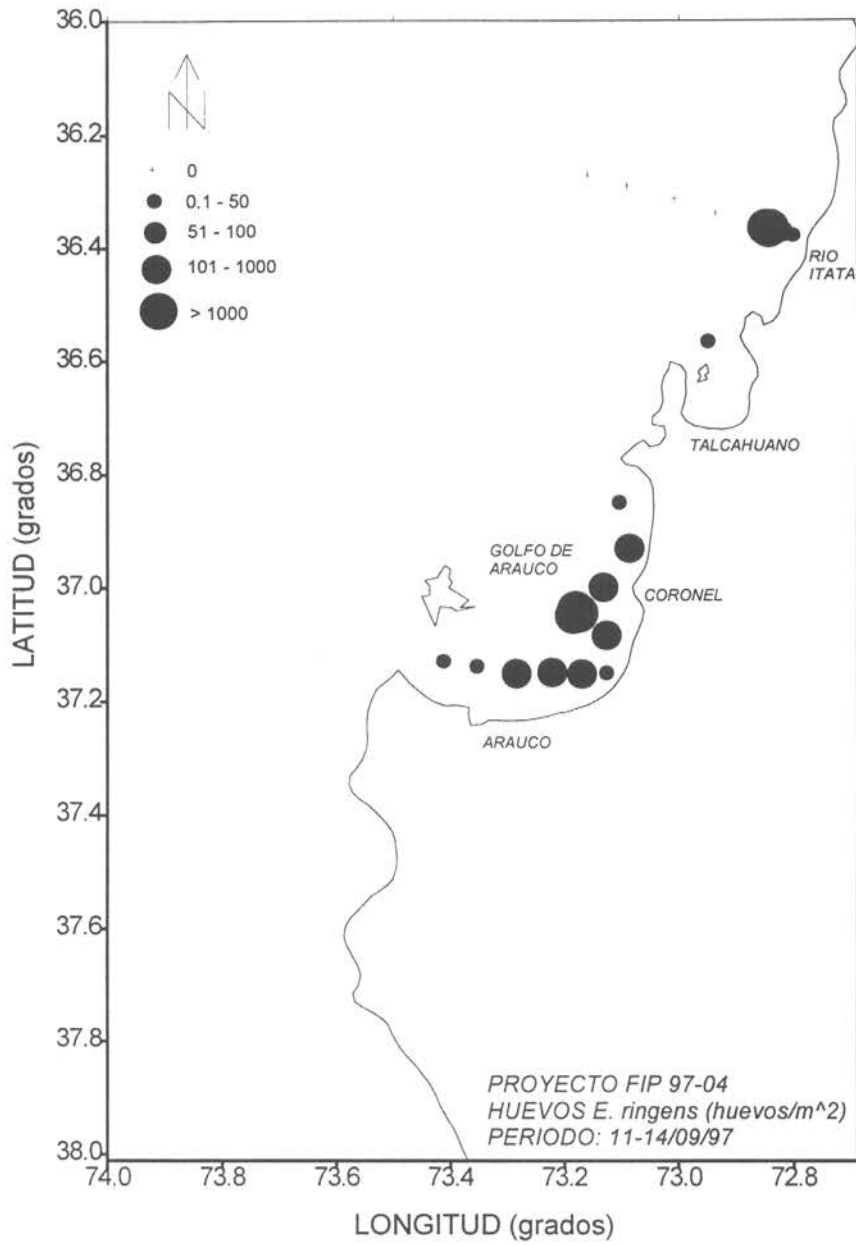 36.0
36.2
36.4
36.6
36.8
37.0
37.2
37.4
37.6
37.8
38.0
LATITUD (grados)
N
0
0.1 - 50
51 - 100
101 - 1000
> 1000
RIO
ITATA
TALCAHUANO
GOLFO DE
ARAUCO
CORONEL
ARAUCO
PROYECTO FIP 97-04
HUEVOS E. ringens (huevos/m^2)
PERIODO: 11-14/09/97
74.0 73.8 73.6 73.4 73.2 73.0 72.8
LONGITUD (grados)